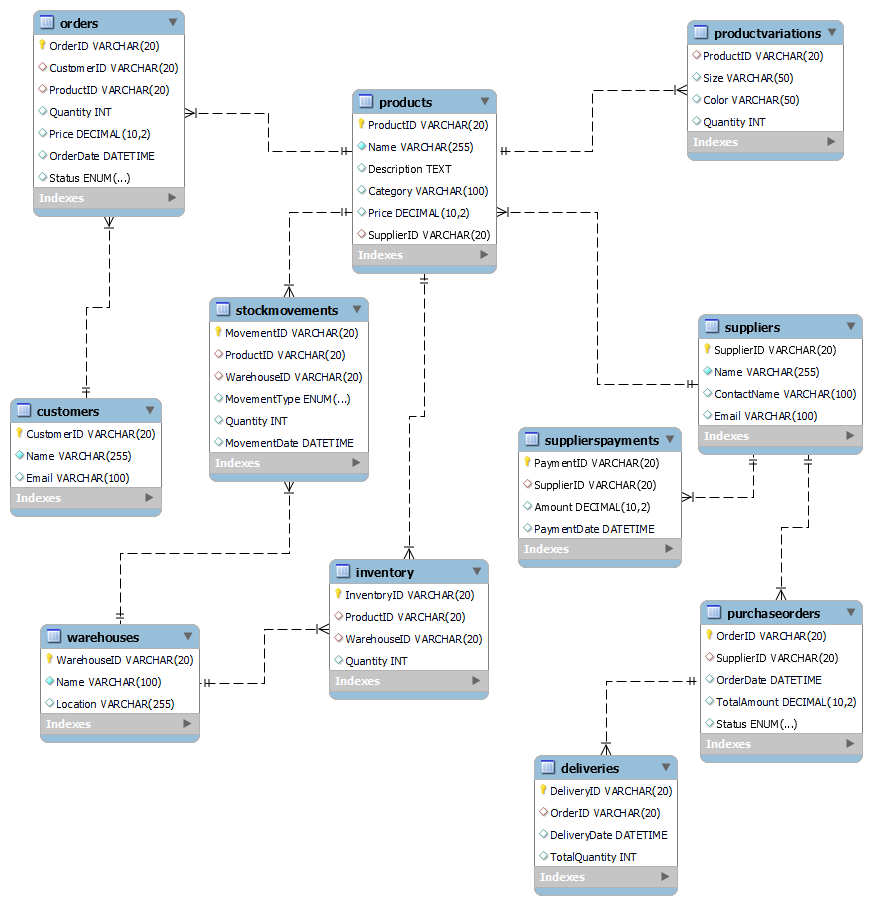 orders
OrderID VARCHAR(20)
CustomerID VARCHAR(20)
ProductID VARCHAR(20)
Quantity INT
Price DECIMAL(10,2)
OrderDate DATETIME
Status ENUM(...)
Indexes
products
ProductID VARCHAR(20)
Name VARCHAR(255)
Description TEXT
Category VARCHAR(100)
Price DECIMAL(10,2)
SupplierID VARCHAR(20)
Indexes
productvariations
ProductID VARCHAR(20)
Size VARCHAR(50)
Color VARCHAR(50)
Quantity INT
Indexes
stockmovements
MovementID VARCHAR(20)
ProductID VARCHAR(20)
WarehouseID VARCHAR(20)
MovementType ENUM(...)
Quantity INT
MovementDate DATETIME
Indexes
suppliers
SupplierID VARCHAR(20)
Name VARCHAR(255)
ContactName VARCHAR(100)
Email VARCHAR(100)
Indexes
customers
CustomerID VARCHAR(20)
Name VARCHAR(255)
Email VARCHAR(100)
Indexes
supplierspayments
PaymentID VARCHAR(20)
SupplierID VARCHAR(20)
Amount DECIMAL(10,2)
PaymentDate DATETIME
Indexes
inventory
InventoryID VARCHAR(20)
ProductID VARCHAR(20)
WarehouseID VARCHAR(20)
Quantity INT
Indexes
warehouses
WarehouseID VARCHAR(20)
Name VARCHAR(100)
Location VARCHAR(255)
Indexes
purchaseorders
OrderID VARCHAR(20)
SupplierID VARCHAR(20)
OrderDate DATETIME
TotalAmount DECIMAL(10,2)
Status ENUM(...)
Indexes
deliveries
DeliveryID VARCHAR(20)
OrderID VARCHAR(20)
DeliveryDate DATETIME
TotalQuantity INT
Indexes